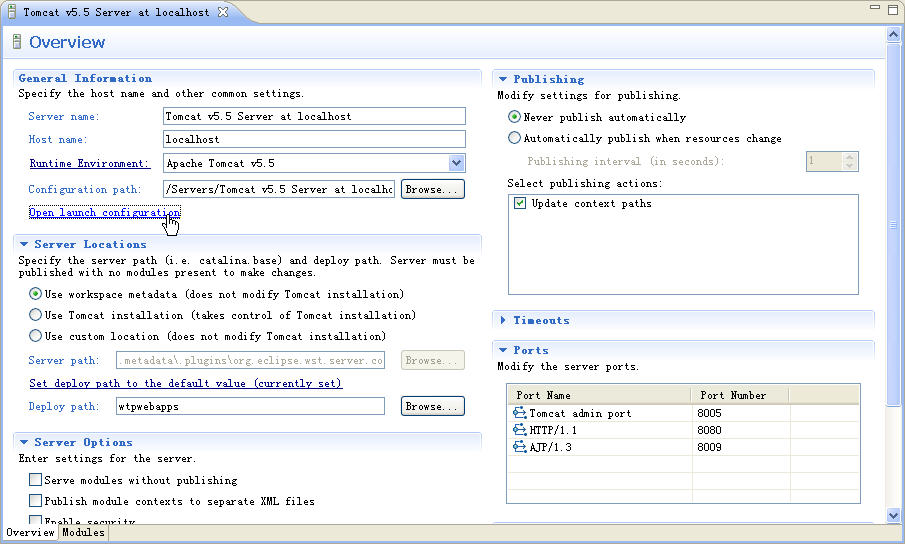 Tomcat v5.5 Server at localhost
Overview
General Information
Specify the host name and other common settings.
Server name: Tomcat v5.5 Server at localhost
Host name: localhost
Runtime Environment: Apache Tomcat v5.5
Configuration path: /Servers/Tomcat v5.5 Server at localho Browse...
Open launch configuration
Server Locations
Specify the server path (i.e. catalina.base) and deploy path. Server must be
published with no modules present to make changes.
Use workspace metadata (does not modify Tomcat installation)
Use Tomcat installation (takes control of Tomcat installation)
Use custom location (does not modify Tomcat installation)
Server path: .metadata\.plugins\org.eclipse.wst.server.co Browse...
Set deploy path to the default value (currently set)
Deploy path: wtpwebapps Browse...
Server Options
Enter settings for the server.
Serve modules without publishing
Publish module contexts to separate XML files
Enable security
Publishing
Modify settings for publishing.
Never publish automatically
Automatically publish when resources change
Publishing interval (in seconds): 1
Select publishing actions:
Update context paths
Timeouts
Ports
Modify the server ports.
Port Name Port Number
Tomcat admin port 8005
HTTP/1.1 8080
AJP/1.3 8009
Overview Modules